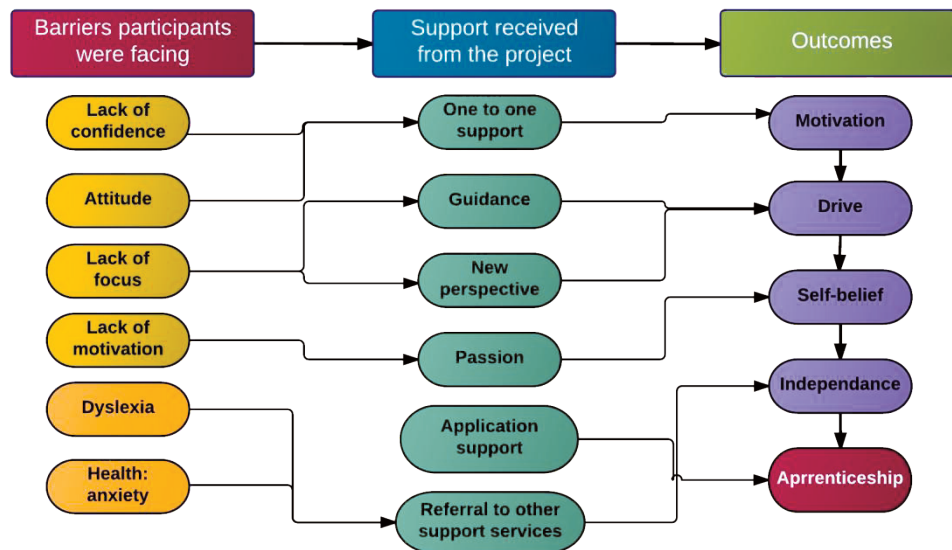 Barriers participants
were facing
Support received
from the project
Outcomes
Lack of
confidence
One to one
support
Motivation
Attitude
Guidance
Drive
Lack of
focus
New
perspective
Self-belief
Lack of
motivation
Passion
Independance
Dyslexia
Application
support
Health:
anxiety
Aprrenticeship
Referral to other
support services